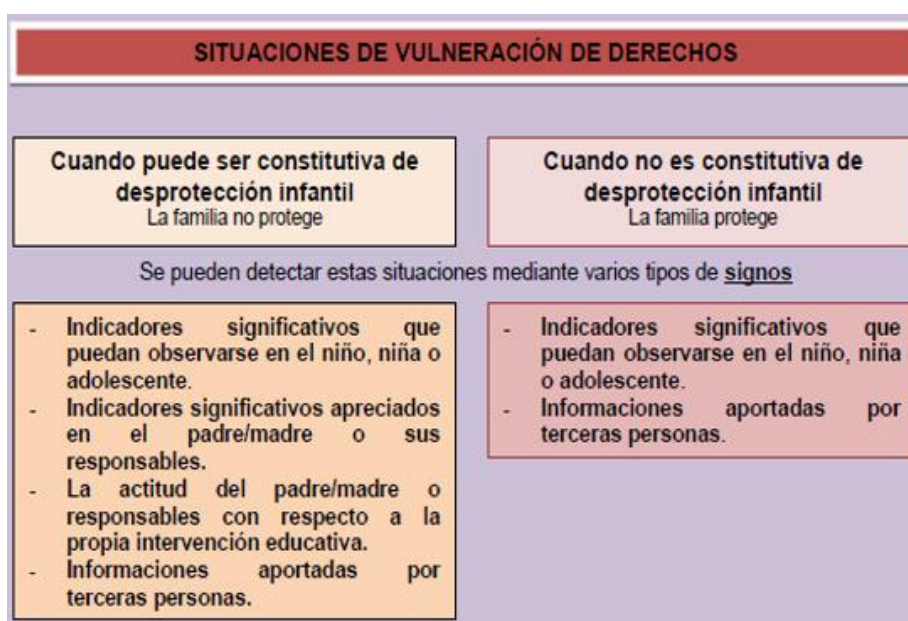 SITUACIONES DE VULNERACIÓN DE DERECHOS
Cuando puede ser constitutiva de
desprotección infantil
La familia no protege
Cuando no es constitutiva de
desprotección infantil
La familia protege
Se pueden detectar estas situaciones mediante varios tipos de signos
- Indicadores significativos que
puedan observarse en el niño, niña o
adolescente.
- Indicadores significativos apreciados
en el padre/madre o sus
responsables.
- La actitud del padre/madre o
responsables con respecto a la
propia intervención educativa.
- Informaciones aportadas por
terceras personas.
- Indicadores significativos que
puedan observarse en el niño, niña
o adolescente.
- Informaciones aportadas por
terceras personas.